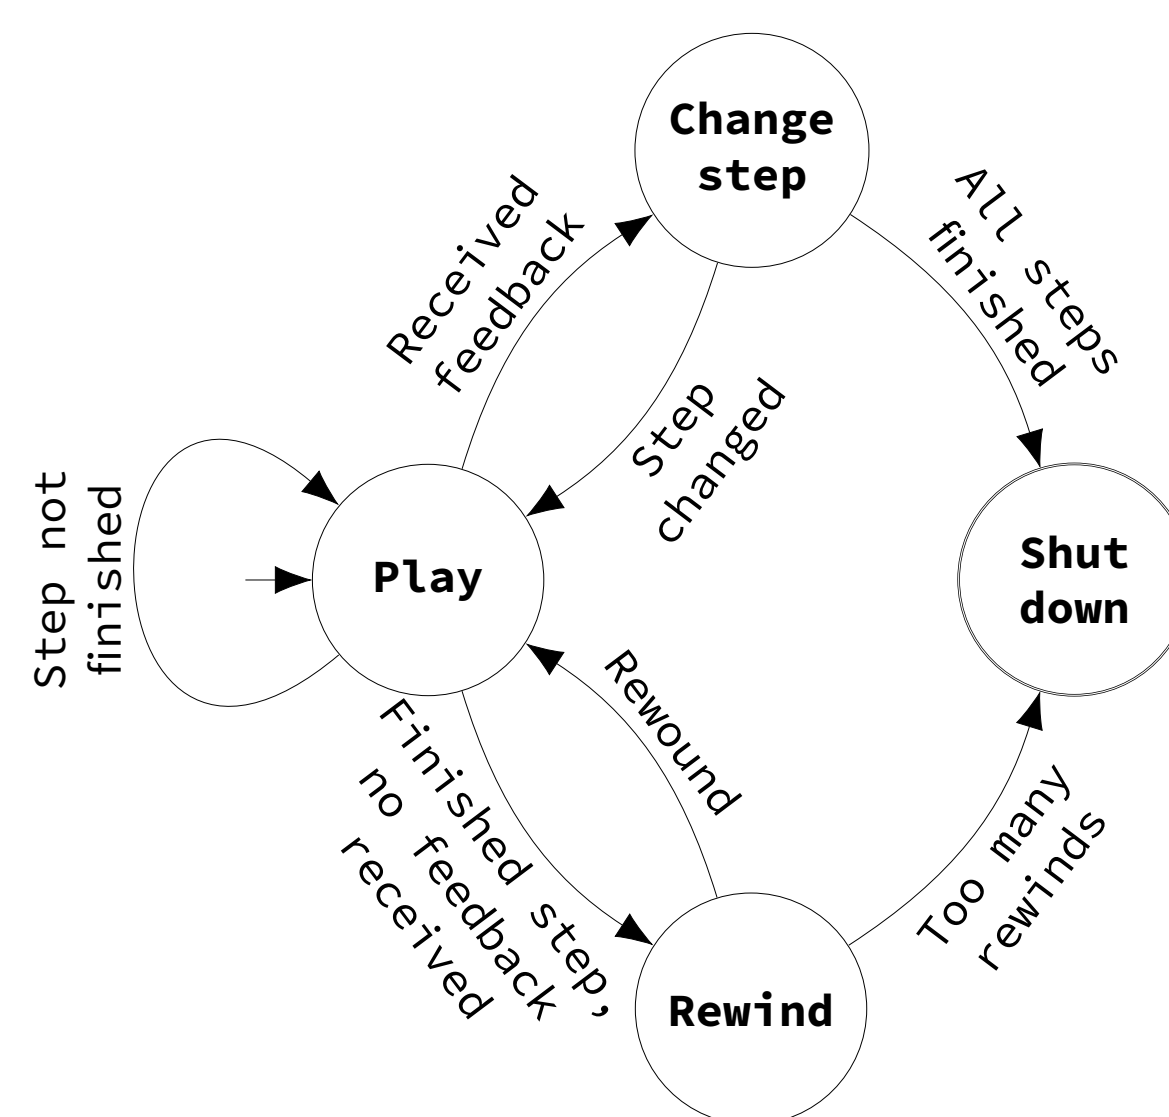 Change
step
All steps
finished
Received
feedback
Step
changed
Step not
finished
Play
Shut
down
Rewound
Finished step,
no feedback
received
Too many
rewinds
Rewind